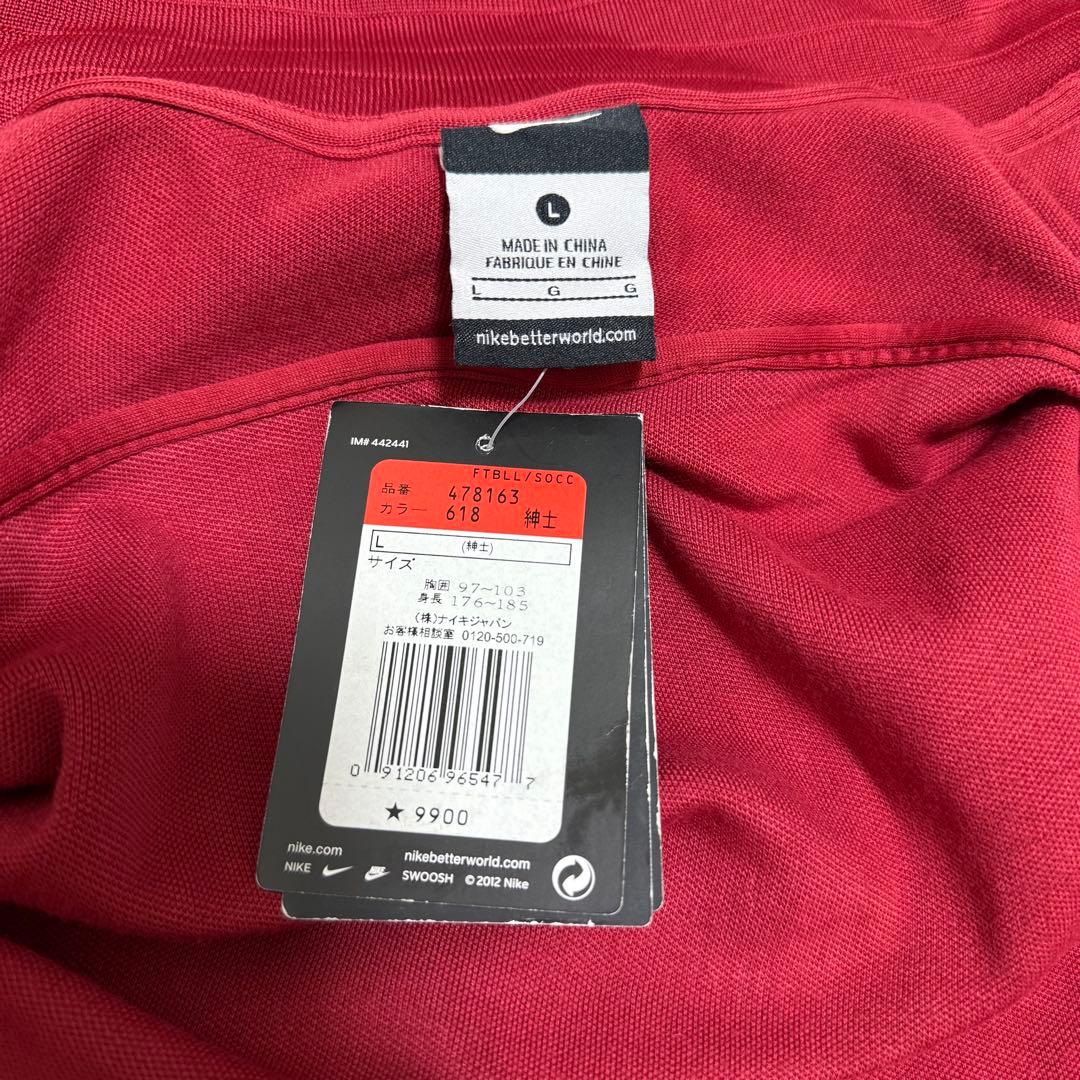 L
MADE IN CHINA
FABRIQUE EN CHINE
L G G
nikebetterworld.com
IM# 442441
FTBLL/SOCC
品番 478163
カラー 618 紳士
L (紳士)
サイズ
胸囲 97~103
身長 176~185
(株)ナイキジャパン
お客様相談室 0120-500-719
0 91206 96547 7
★ 9900
nike.com nikebetterworld.com
NIKE NIKE SWOOSH © 2012 Nike